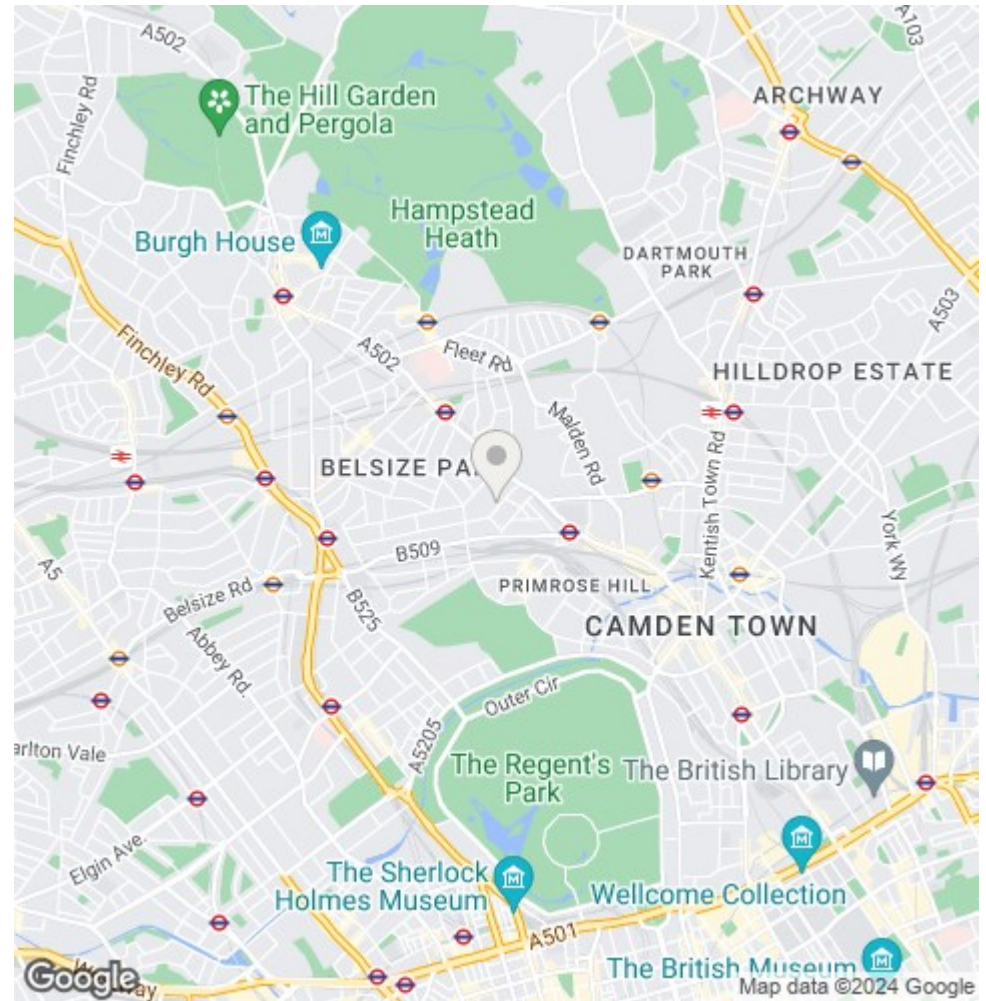 A502
A103
The Hill Garden
and Pergola
ARCHWAY
Finchley Rd
Hampstead
Heath
Burgh House
DARTMOUTH
PARK
A503
A502
Fleet Rd
Finchley Rd
HILLDROP ESTATE
Malden Rd
BELSIZE PA
Kentish Town Rd
York Wy
B509
A5
PRIMROSE HILL
Belsize Rd
B525
CAMDEN TOWN
Abbey Rd.
Outer Cir
A5205
arlton Vale
The Regent's
Park
The British Library
Elgin Ave.
The Sherlock
Holmes Museum
Wellcome Collection
A501
The British Museum
Google
way
Map data ©2024 Google